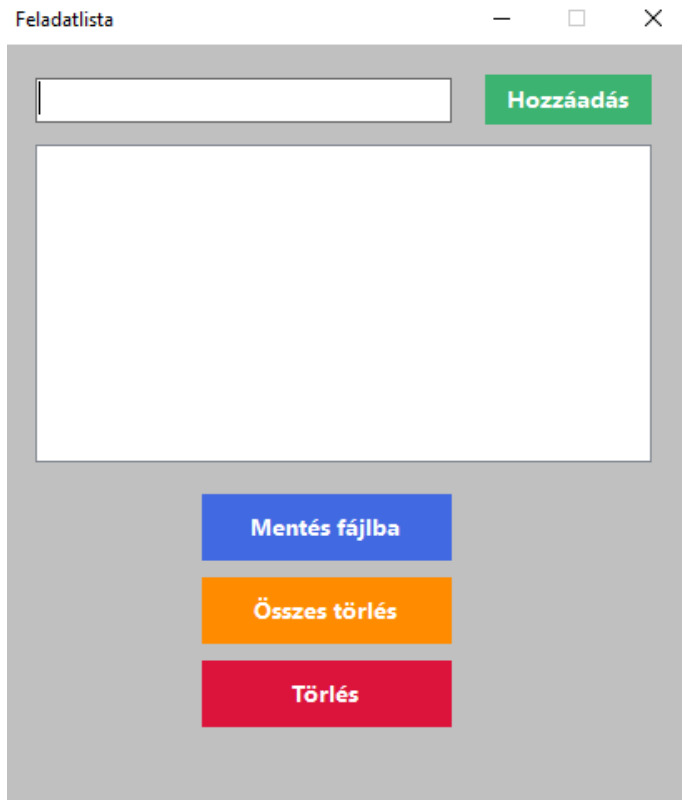 Feladatlista
Hozzáadás
Mentés fájlba
Összes törlés
Törlés